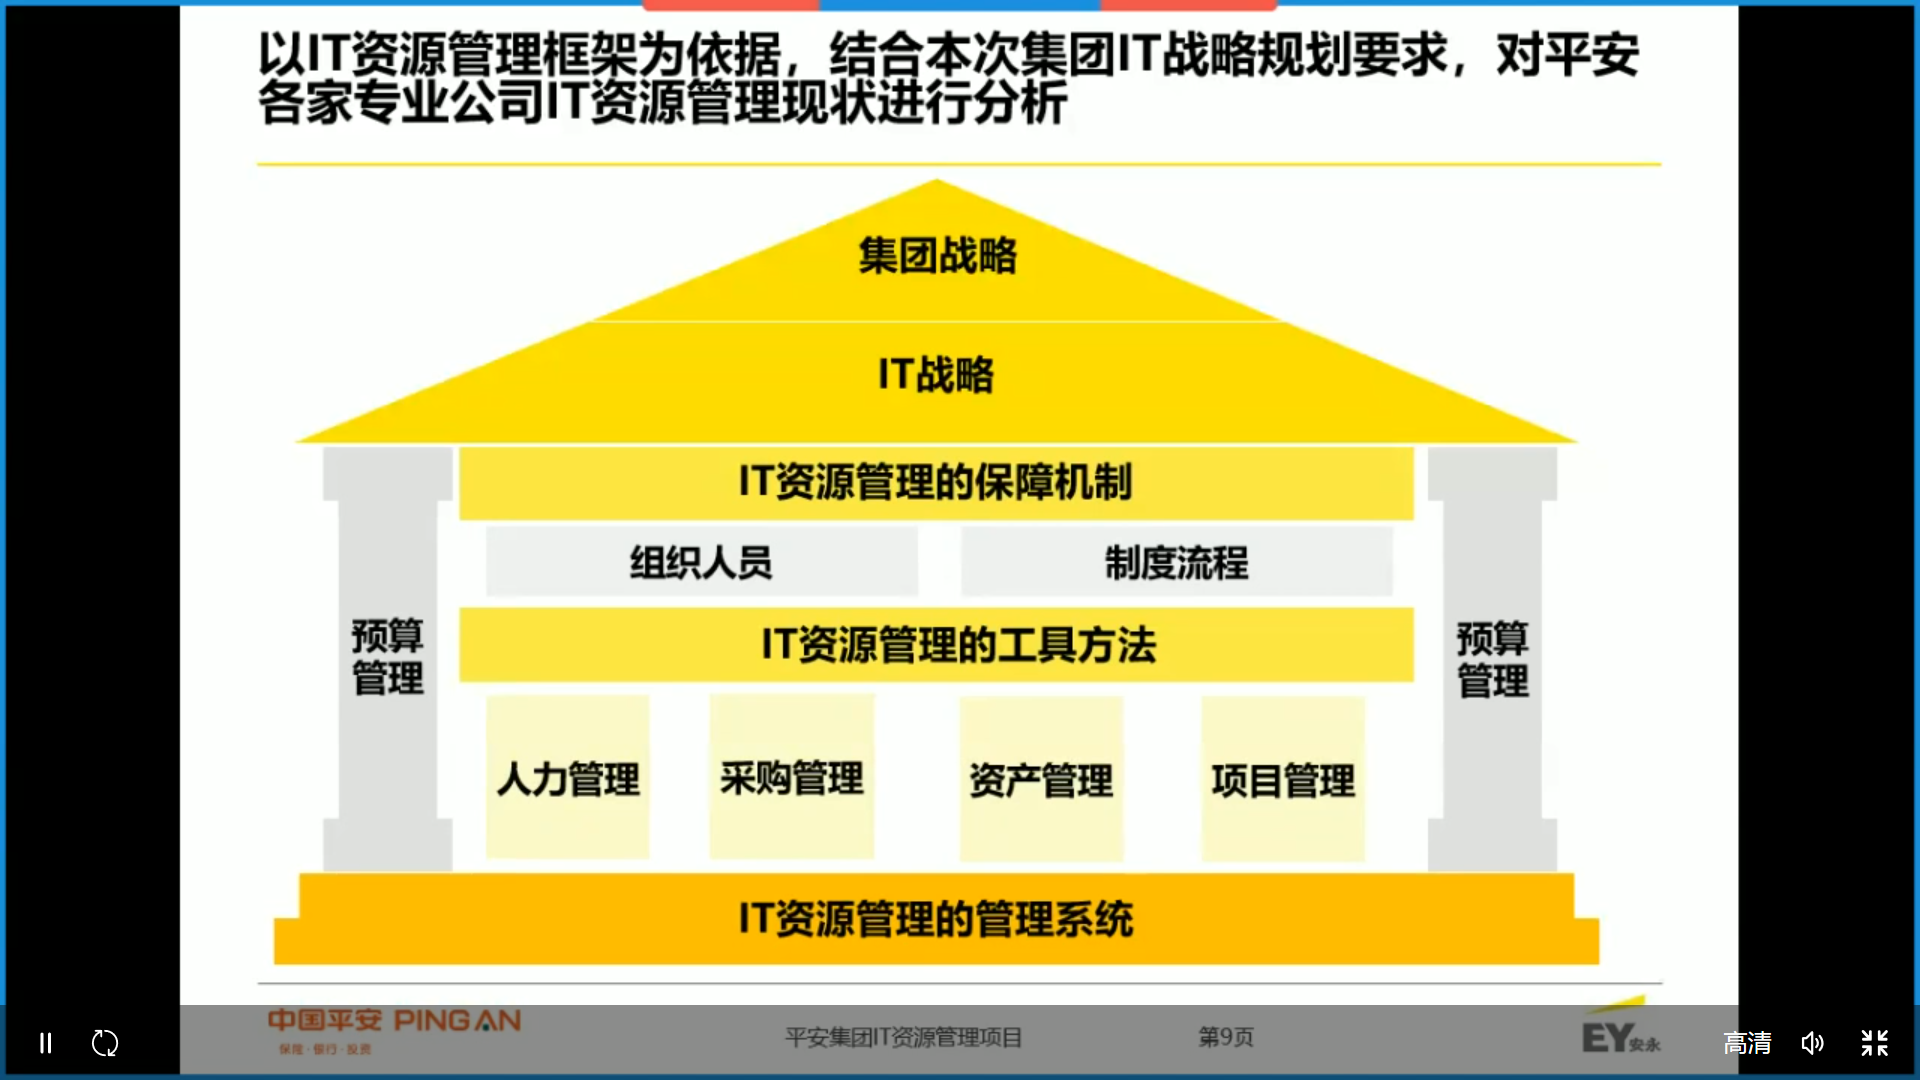 以IT资源管理框架为依据，结合本次集团IT战略规划要求，对平安
各家专业公司IT资源管理现状进行分析
集团战略
IT战略
IT资源管理的保障机制
组织人员
制度流程
预算
管理
IT资源管理的工具方法
预算
管理
人力管理
采购管理
资产管理
项目管理
IT资源管理的管理系统
中国平安 PING AN
保险·银行·投资
平安集团IT资源管理项目
第9页
EY安永
高清